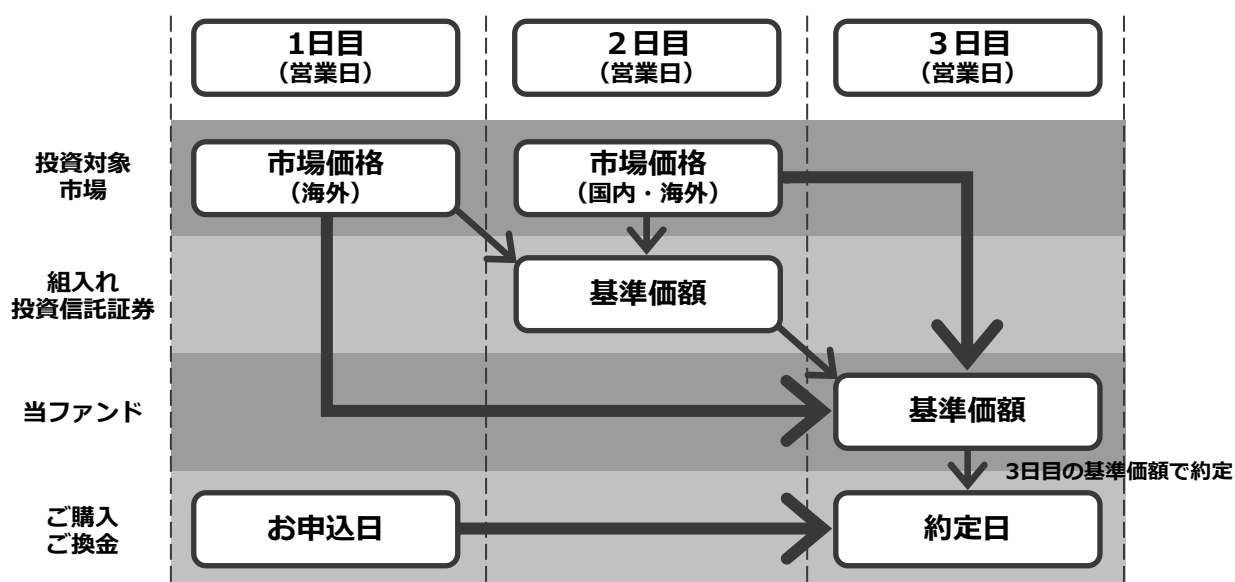 1日目
（営業日）
２日目
（営業日）
３日目
（営業日）
投資対象
市場
市場価格
（海外）
市場価格
（国内・海外）
組入れ
投資信託証券
基準価額
当ファンド
基準価額
3日目の基準価額で約定
ご購入
ご換金
お申込日
約定日